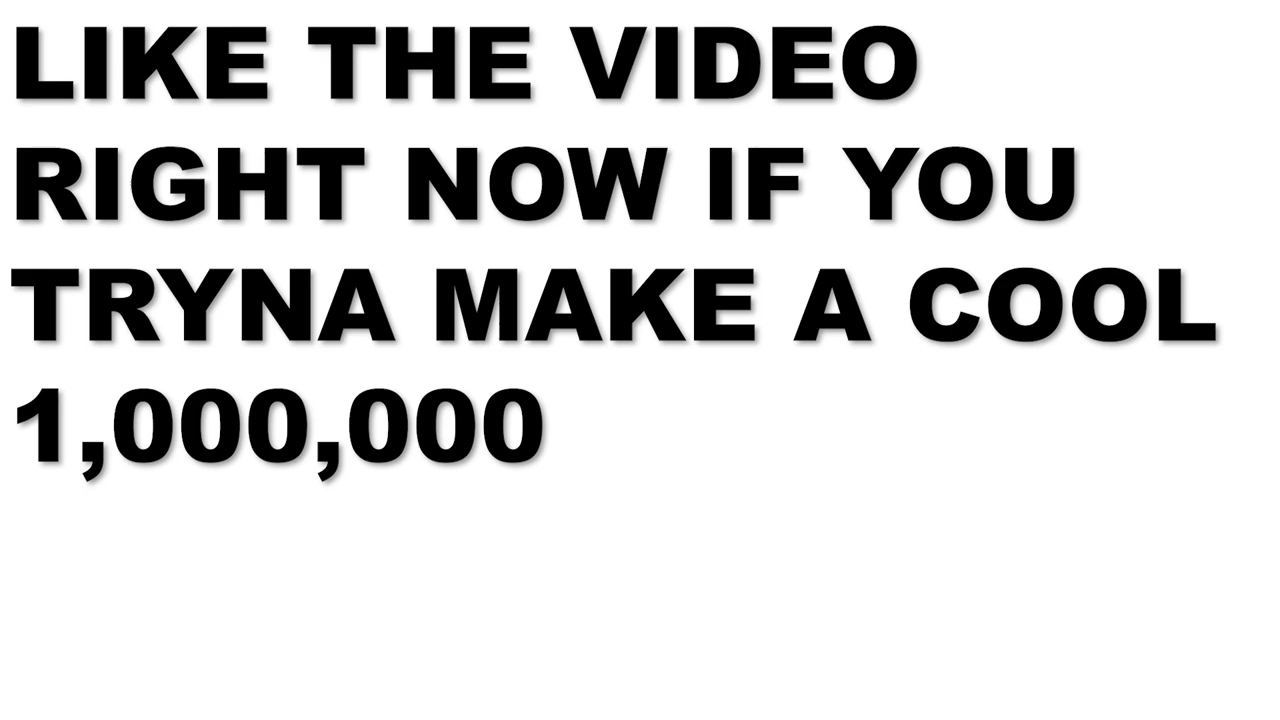 LIKE THE VIDEO
RIGHT NOW IF YOU
TRYNA MAKE A COOL
1,000,000